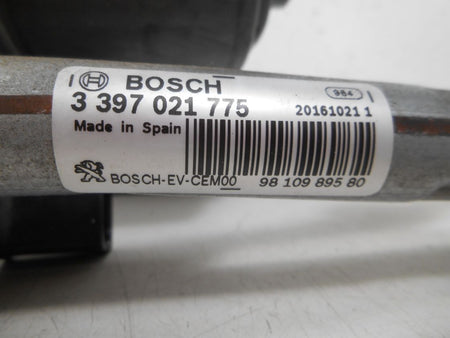 BOSCH 984
3 397 021 775 20161021 1
Made in Spain
BOSCH-EV-CEM00 98 109 895 80